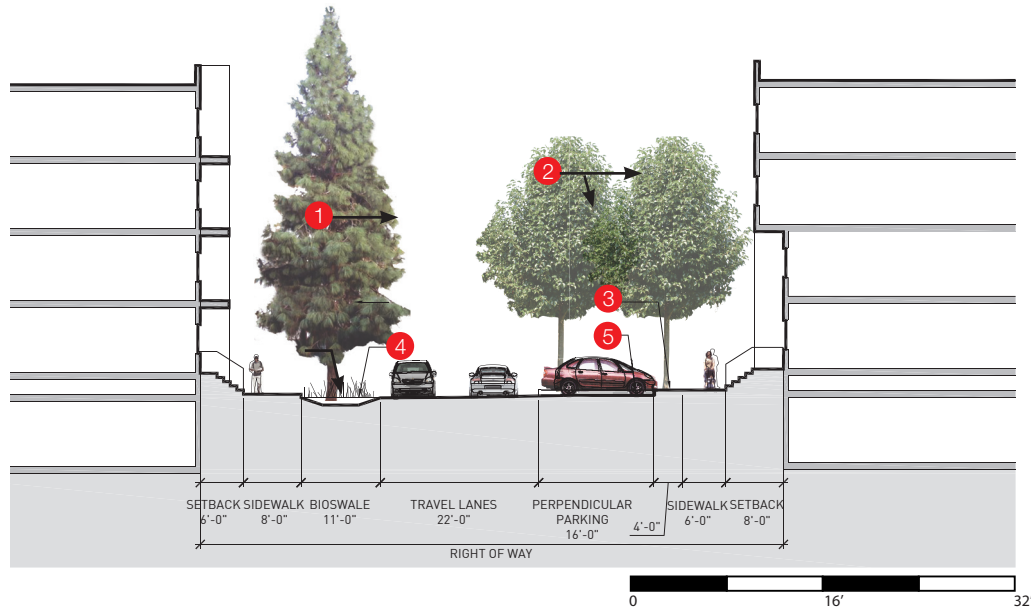 1
2
3
4
5
SETBACK
6'-0"
SIDEWALK
8'-0"
BIOSWALE
11'-0"
TRAVEL LANES
22'-0"
PERPENDICULAR
PARKING
16'-0"
4'-0"
SIDEWALK
6'-0"
SETBACK
8'-0"
RIGHT OF WAY
0
16'
32